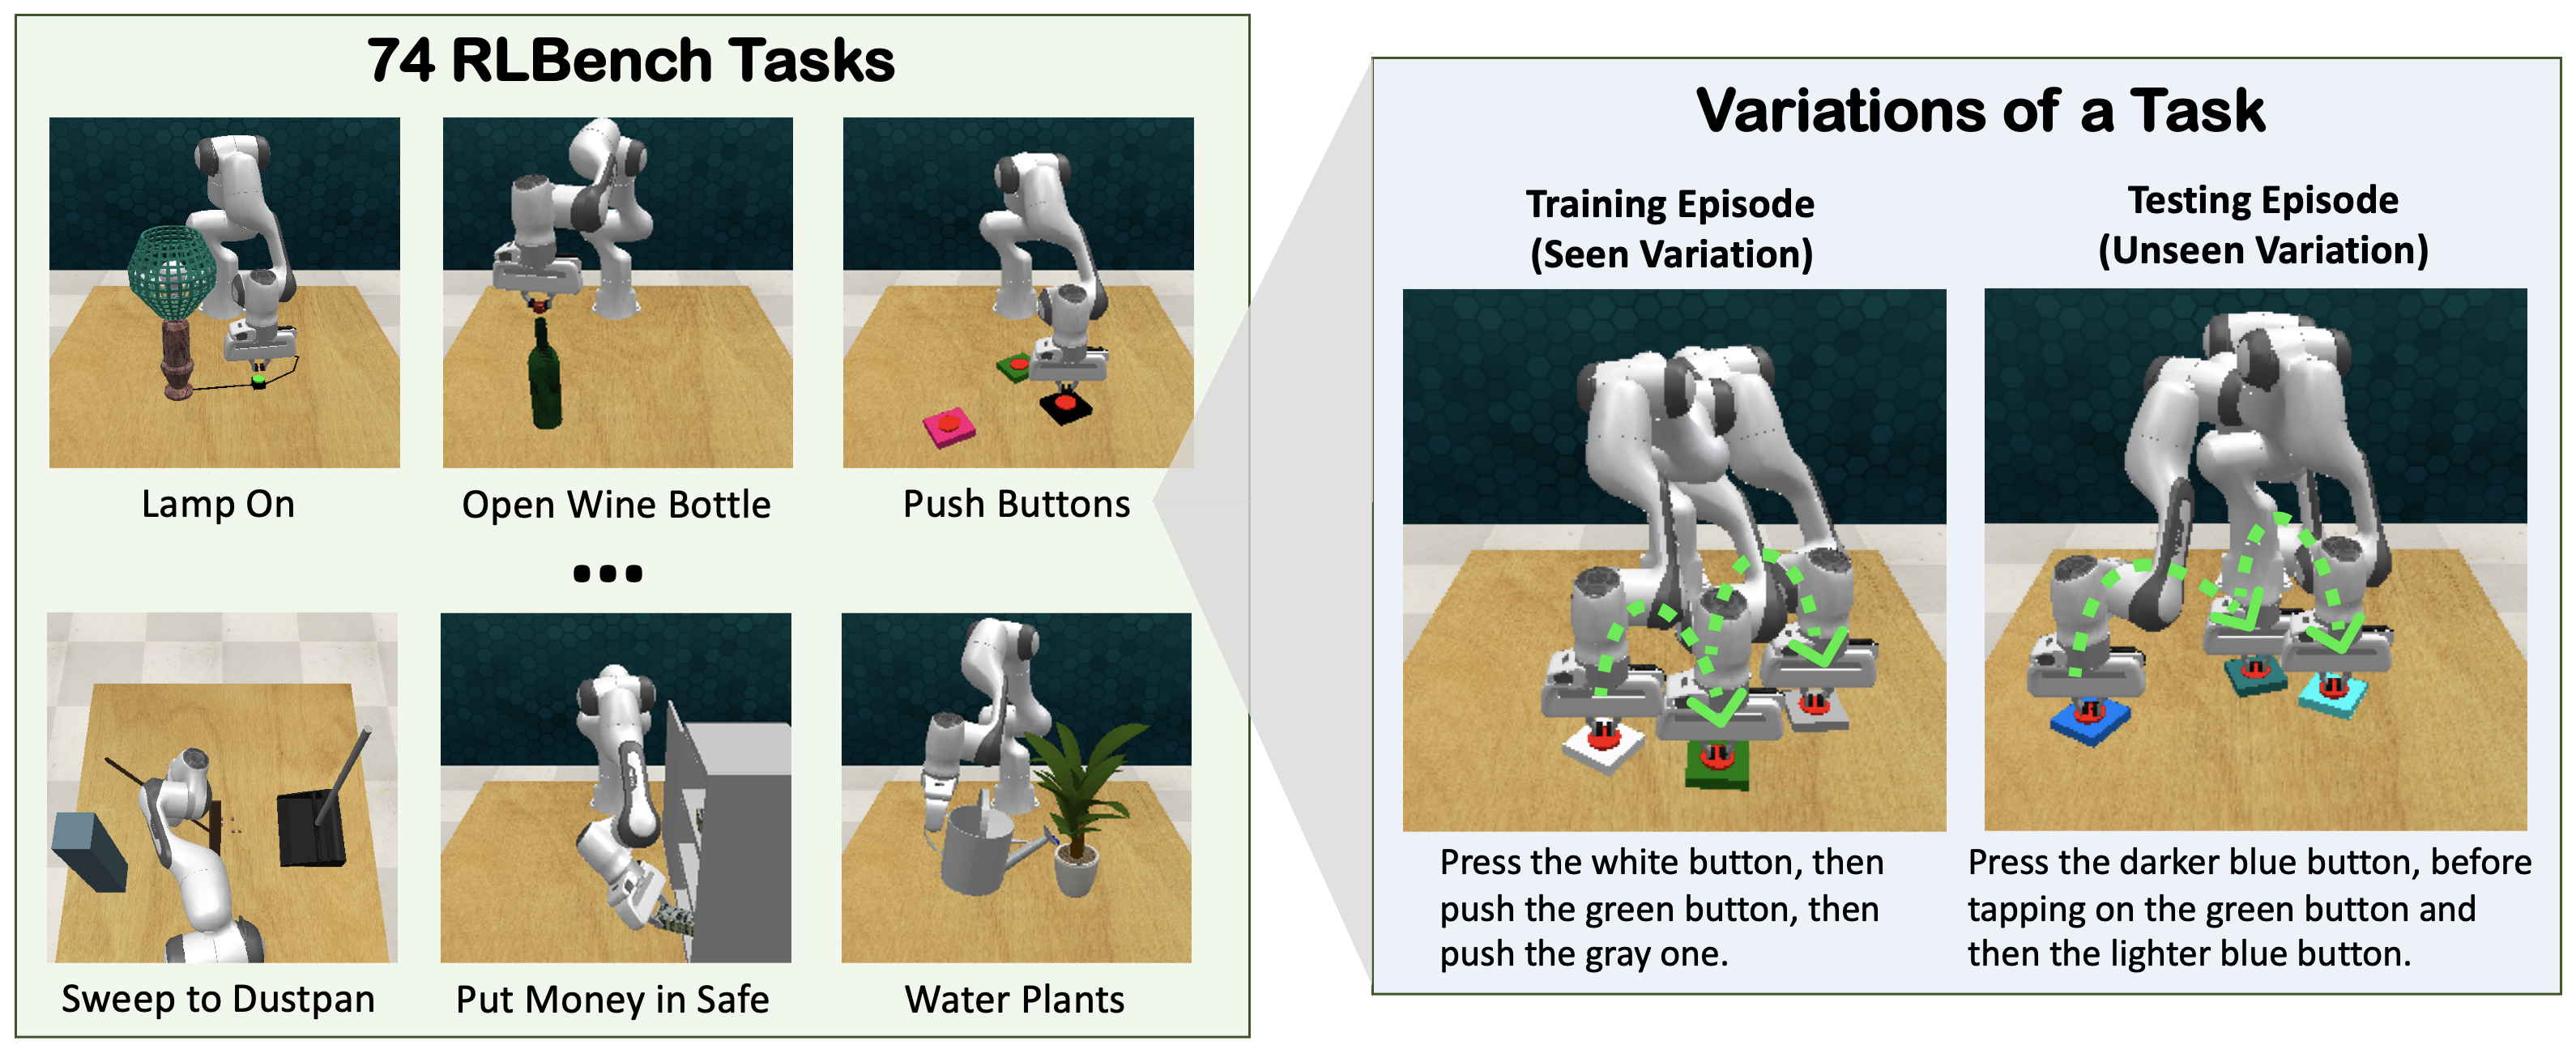 74 RLBench Tasks
Lamp On
Open Wine Bottle
Push Buttons
...
Sweep to Dustpan
Put Money in Safe
Water Plants
Variations of a Task
Training Episode
(Seen Variation)
Testing Episode
(Unseen Variation)
Press the white button, then
push the green button, then
push the gray one.
Press the darker blue button, before
tapping on the green button and
then the lighter blue button.